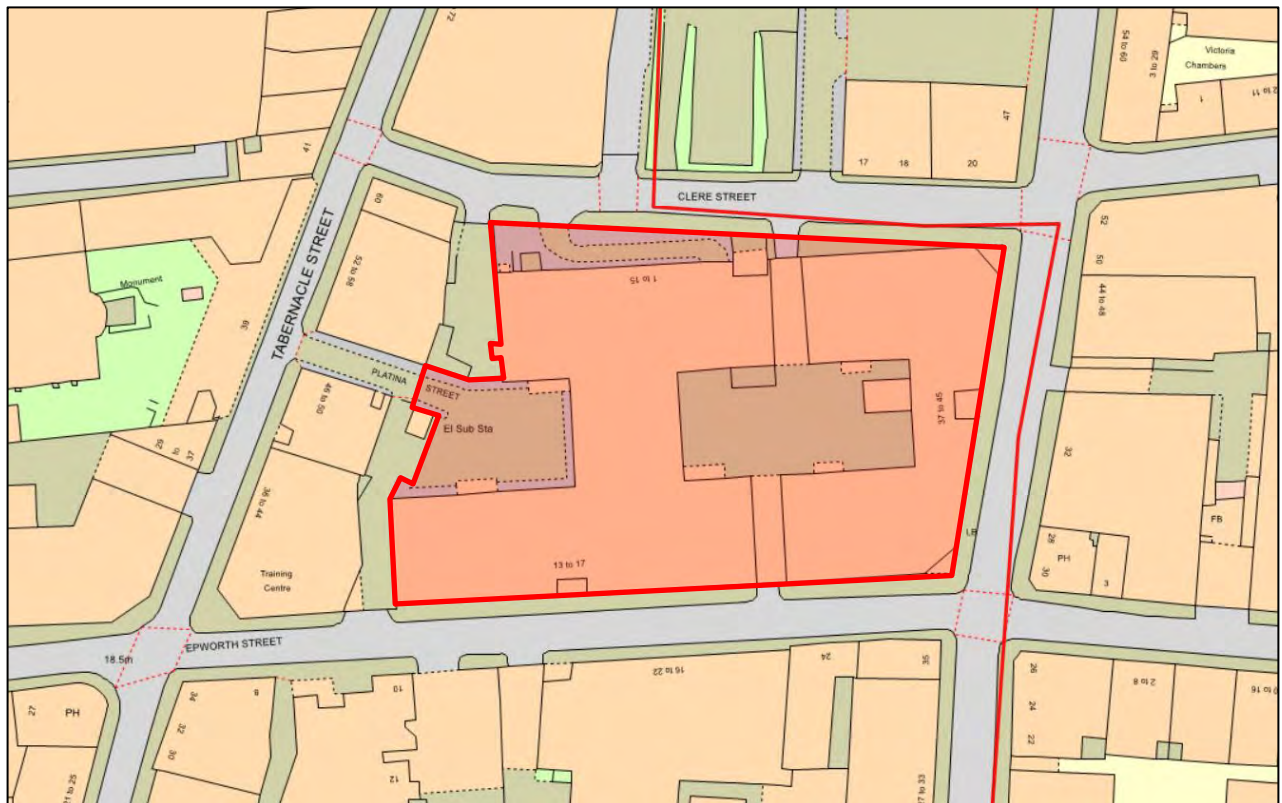 72
54 to 60
3 to 29
Victoria
Chambers
1
2 to 11
41
60
17
18
20
47
CLERE STREET
52
50
44 to 48
52 to 58
TABERNACLE STREET
Monument
39
1 to 15
PLATINA STREET
46 to 50
El Sub Sta
37 to 45
29
to
37
32
36 to 44
FB
LB
28
PH
30
3
13 to 17
Training
Centre
EPWORTH STREET
18.5m
16 to 22
24
35
26
24
22
2 to 8
27
PH
34
32
30
8
10
12